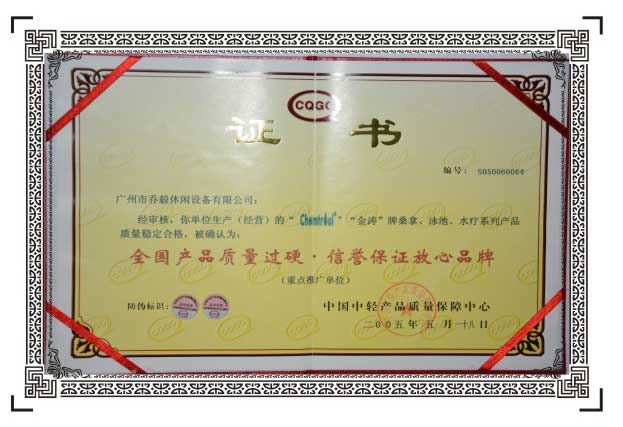 CQGC
证 书
编号: S050060064
广州市乔毅休闲设备有限公司:
经审核,你单位生产(经营)的“Chemtrool®”“金涛”牌桑拿、泳池、水疗系列产品
质量稳定合格,被确认为:
全国产品质量过硬·信誉保证放心品牌
(重点推广单位)
防伪标识: 中国中轻产品质量保障中心
二00五年五月十八日